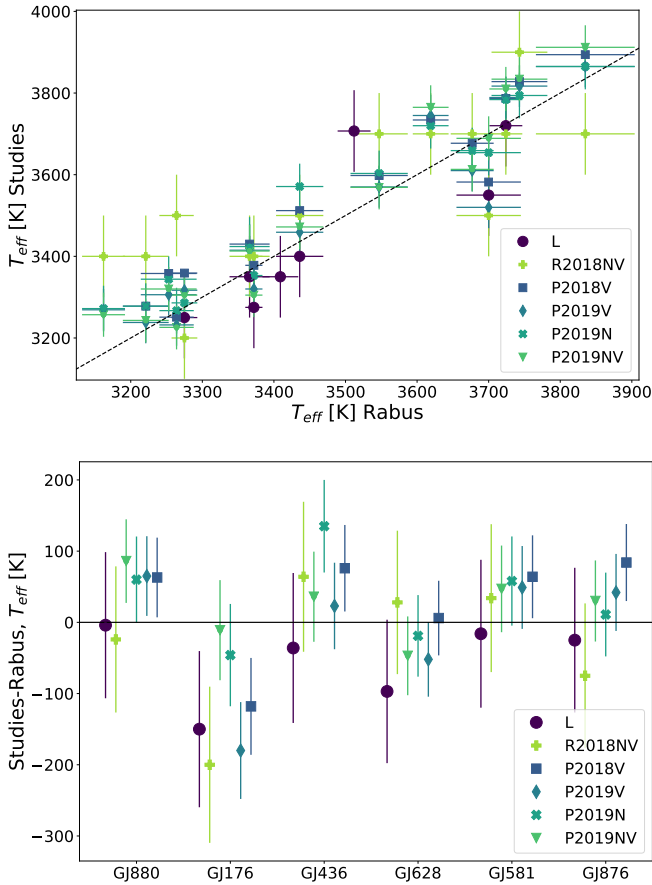 4000
3800
3600
3400
3200
T_eff [K] Studies
L
R2018NV
P2018V
P2019V
P2019N
P2019NV
3200 3300 3400 3500 3600 3700 3800 3900
T_eff [K] Rabus
200
100
0
−100
−200
−300
Studies-Rabus, T_eff [K]
L
R2018NV
P2018V
P2019V
P2019N
P2019NV
GJ880 GJ176 GJ436 GJ628 GJ581 GJ876